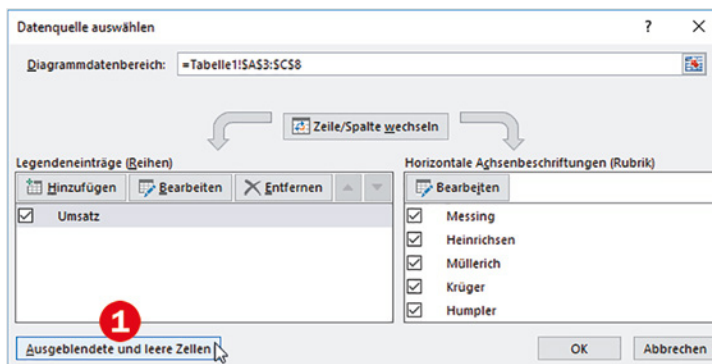 Datenquelle auswählen ?
Diagrammdatenbereich: =Tabelle1!$A$3:$C$8
Zeile/Spalte wechseln
Legendeneinträge (Reihen)
Hinzufügen Bearbeiten Entfernen
Umsatz
Horizontale Achsenbeschriftungen (Rubrik)
Bearbeiten
Messing
Heinrichsen
Müllerich
Krüger
Humpler
1
Ausgeblendete und leere Zellen
OK Abbrechen